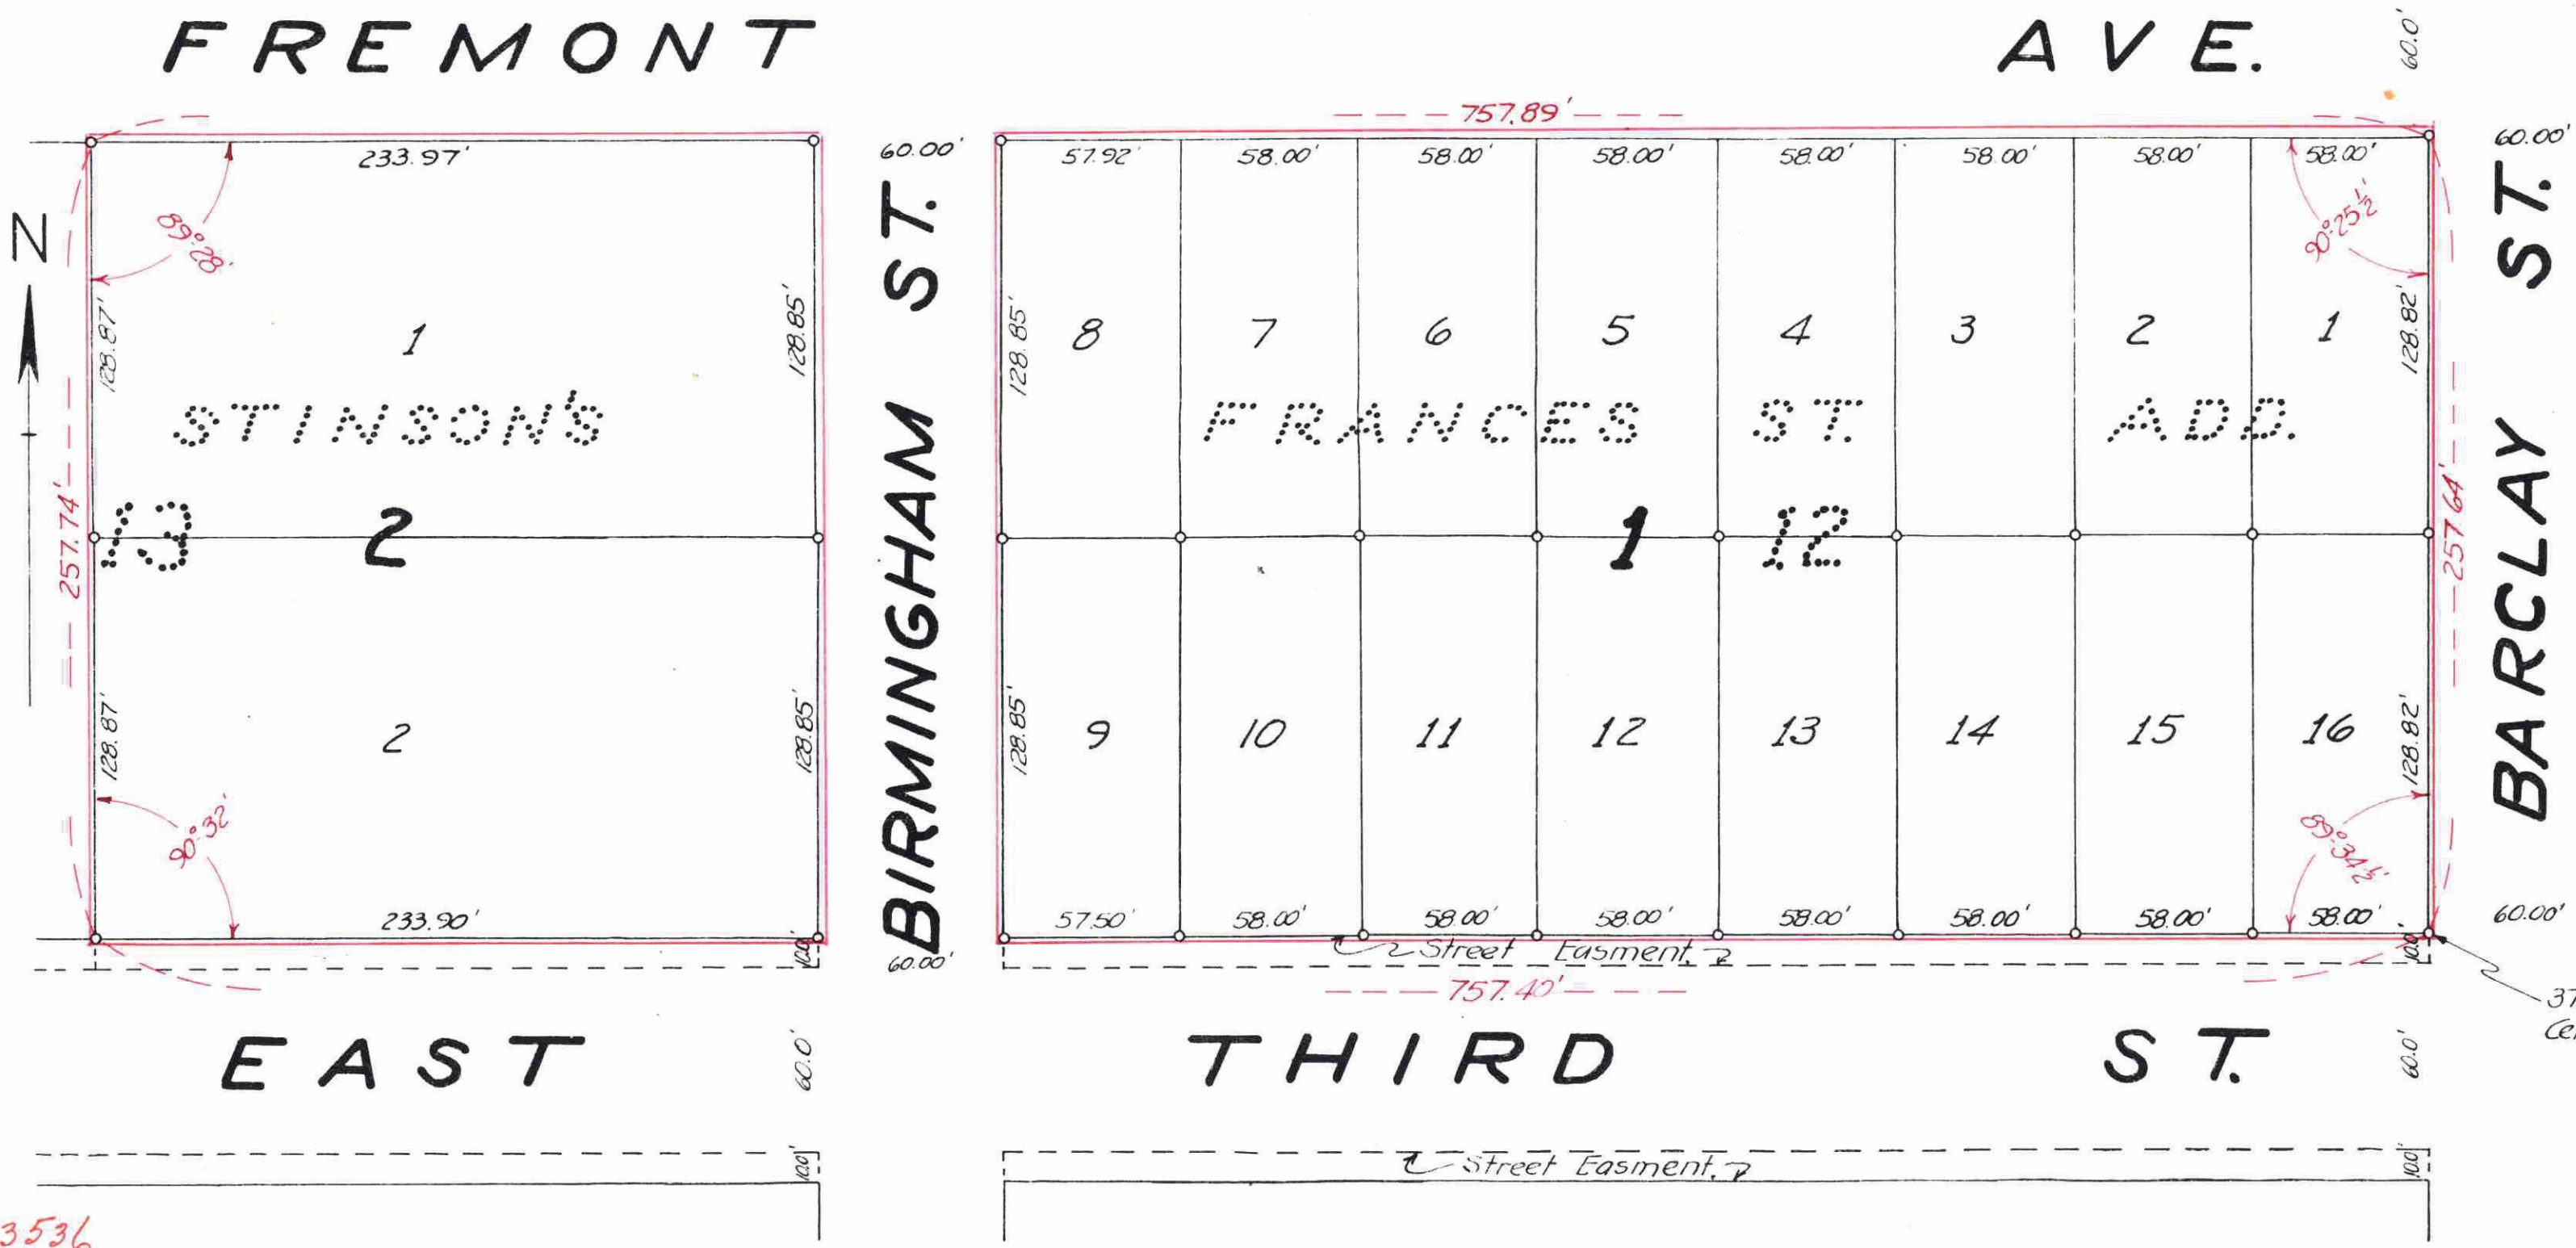 FREMONT AVE.
60.0'
757.89'
233.97'
60.00'
57.92' 58.00' 58.00' 58.00' 58.00' 58.00' 58.00' 58.00'
60.00'
N
89°-28'
90°-25½'
128.87'
128.85'
128.85'
128.82'
1
8 7 6 5 4 3 2 1
STINSON'S FRANCES ST. ADD.
13 2
1 12
257.74'
257.64'
BIRMINGHAM ST.
BARCLAY ST.
128.87'
128.85'
128.85'
128.82'
2
9 10 11 12 13 14 15 16
90°-32'
89°-34½'
233.90'
57.50' 58.00' 58.00' 58.00' 58.00' 58.00' 58.00' 58.00'
60.00'
10.0'
60.00'
Street Easment.
10.0'
757.40'
37
EAST THIRD ST.
60.0'
60.0'
10.0'
Street Easment.
10.0'
3536